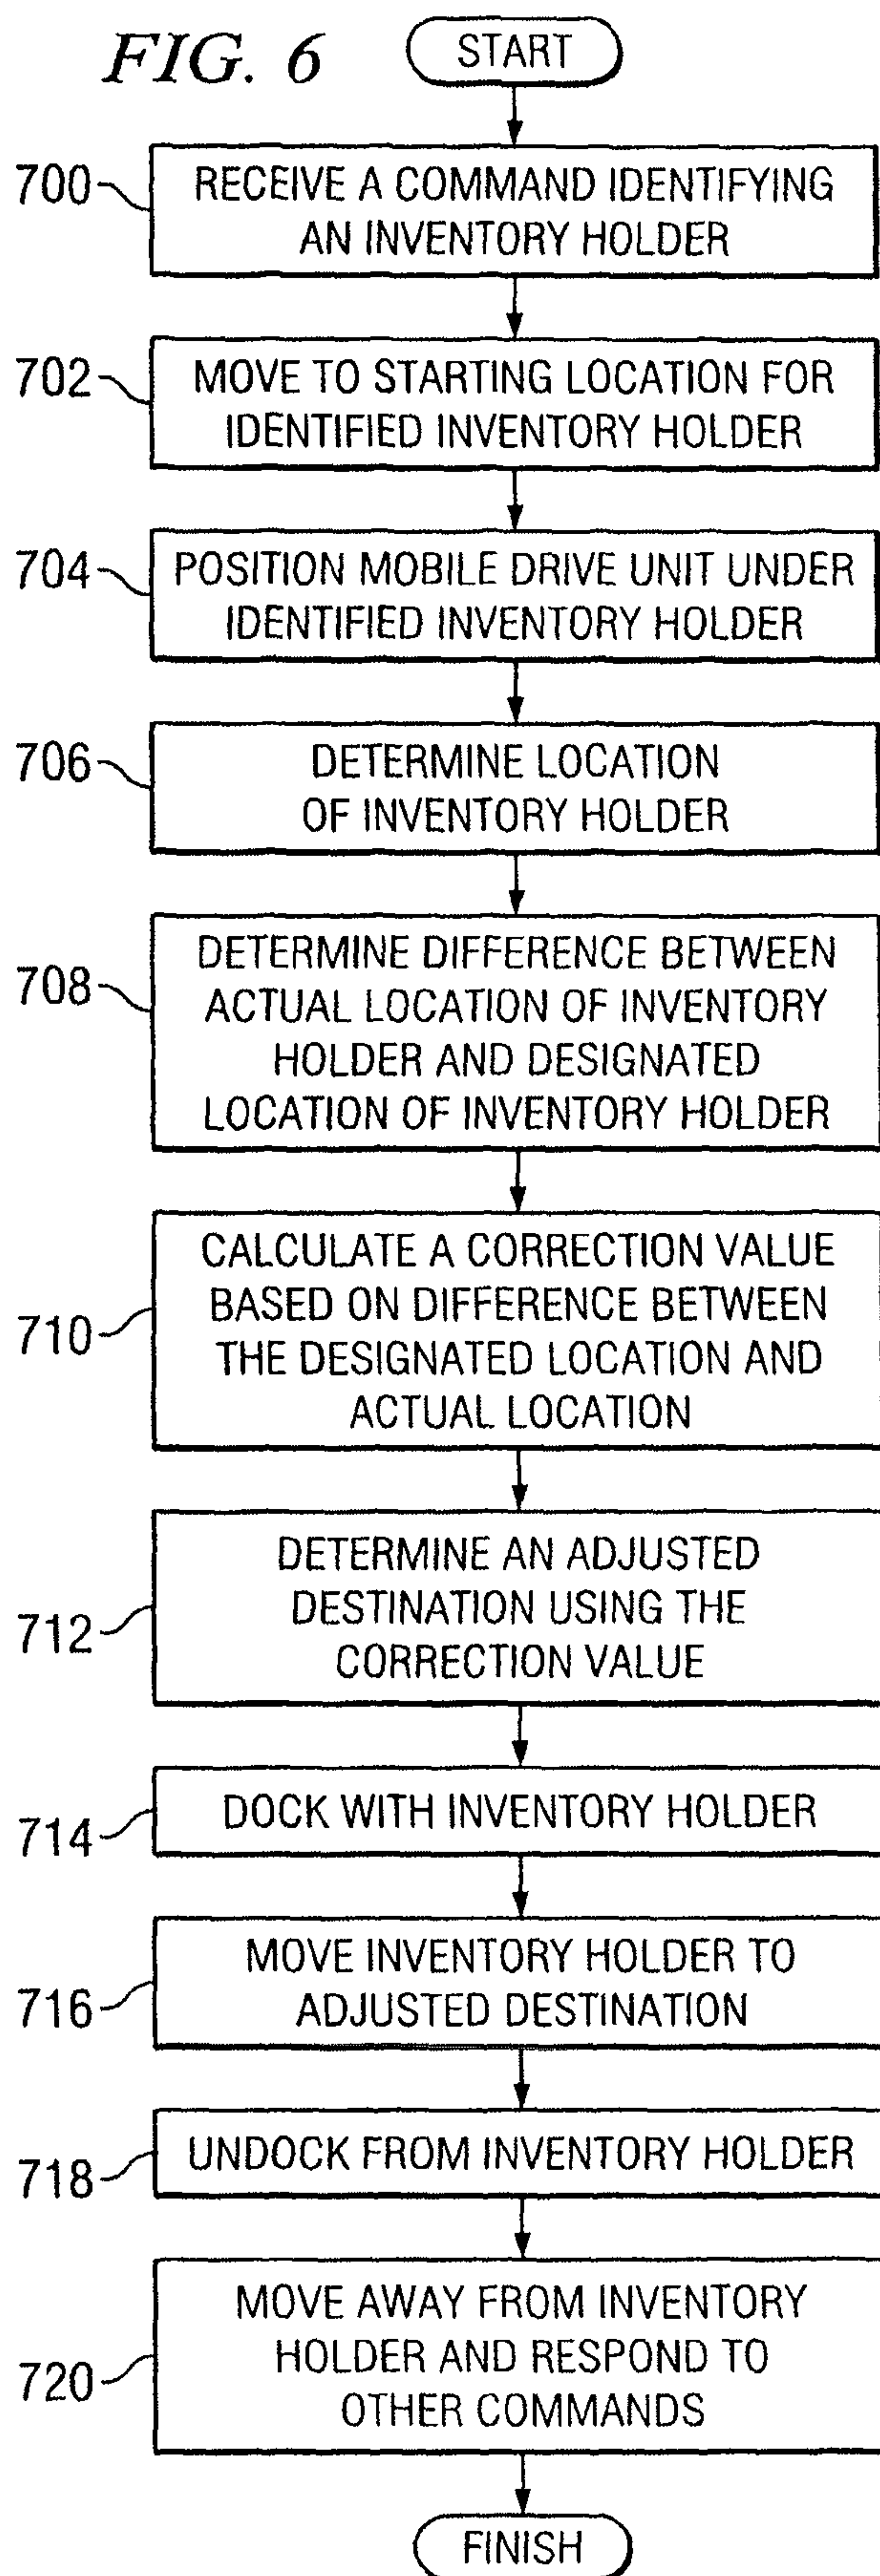 FIG. 6
START
700
RECEIVE A COMMAND IDENTIFYING
AN INVENTORY HOLDER
702
MOVE TO STARTING LOCATION FOR
IDENTIFIED INVENTORY HOLDER
704
POSITION MOBILE DRIVE UNIT UNDER
IDENTIFIED INVENTORY HOLDER
706
DETERMINE LOCATION
OF INVENTORY HOLDER
708
DETERMINE DIFFERENCE BETWEEN
ACTUAL LOCATION OF INVENTORY
HOLDER AND DESIGNATED
LOCATION OF INVENTORY HOLDER
710
CALCULATE A CORRECTION VALUE
BASED ON DIFFERENCE BETWEEN
THE DESIGNATED LOCATION AND
ACTUAL LOCATION
712
DETERMINE AN ADJUSTED
DESTINATION USING THE
CORRECTION VALUE
714
DOCK WITH INVENTORY HOLDER
716
MOVE INVENTORY HOLDER TO
ADJUSTED DESTINATION
718
UNDOCK FROM INVENTORY HOLDER
720
MOVE AWAY FROM INVENTORY
HOLDER AND RESPOND TO
OTHER COMMANDS
FINISH